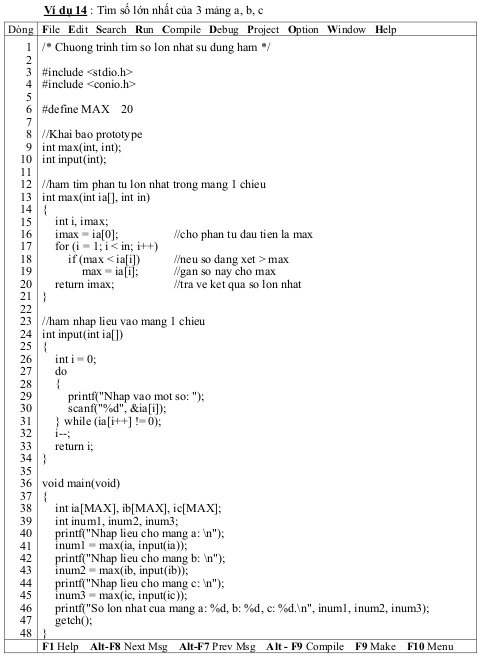 Ví dụ 14 : Tìm số lớn nhất của 3 mảng a, b, c
Dòng File Edit Search Run Compile Debug Project Option Window Help
1 /* Chuong trinh tim so lon nhat su dung ham */
2
3 #include <stdio.h>
4 #include <conio.h>
5
6 #define MAX 20
7
8 //Khai bao prototype
9 int max(int, int);
10 int input(int);
11
12 //ham tim phan tu lon nhat trong mang 1 chieu
13 int max(int ia[], int in)
14 {
15 int i, imax;
16 imax = ia[0]; //cho phan tu dau tien la max
17 for (i = 1; i < in; i++)
18 if (max < ia[i]) //neu so dang xet > max
19 max = ia[i]; //gan so nay cho max
20 return imax; //tra ve ket qua so lon nhat
21 }
22
23 //ham nhap lieu vao mang 1 chieu
24 int input(int ia[])
25 {
26 int i = 0;
27 do
28 {
29 printf("Nhap vao mot so: ");
30 scanf("%d", &ia[i]);
31 } while (ia[i++] != 0);
32 i--;
33 return i;
34 }
35
36 void main(void)
37 {
38 int ia[MAX], ib[MAX], ic[MAX];
39 int inum1, inum2, inum3;
40 printf("Nhap lieu cho mang a: \n");
41 inum1 = max(ia, input(ia));
42 printf("Nhap lieu cho mang b: \n");
43 inum2 = max(ib, input(ib));
44 printf("Nhap lieu cho mang c: \n");
45 inum3 = max(ic, input(ic));
46 printf("So lon nhat cua mang a: %d, b: %d, c: %d.\n", inum1, inum2, inum3);
47 getch();
48 }
F1 Help Alt-F8 Next Msg Alt-F7 Prev Msg Alt - F9 Compile F9 Make F10 Menu